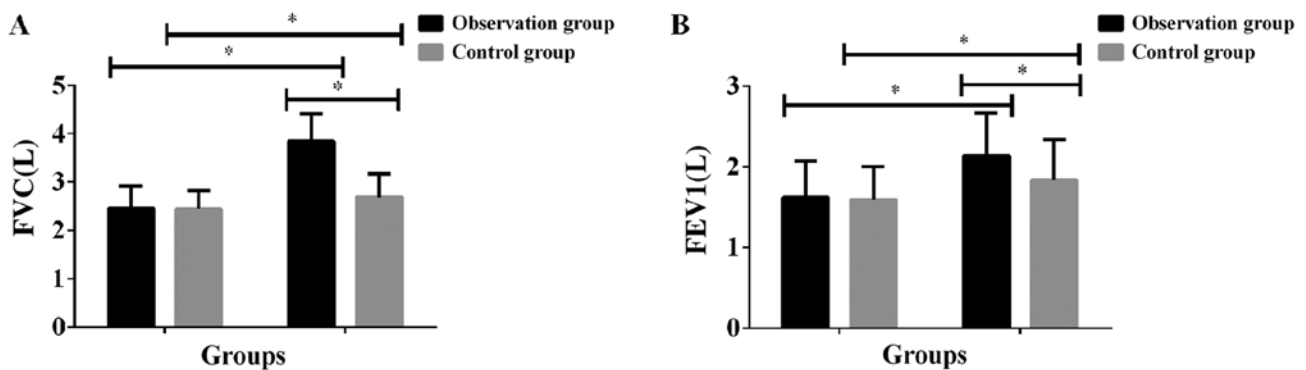 A
*
*
*
Observation group
Control group
FVC(L)
5
4
3
2
1
0
Groups
B
*
*
*
Observation group
Control group
FEV1(L)
3
2
1
0
Groups